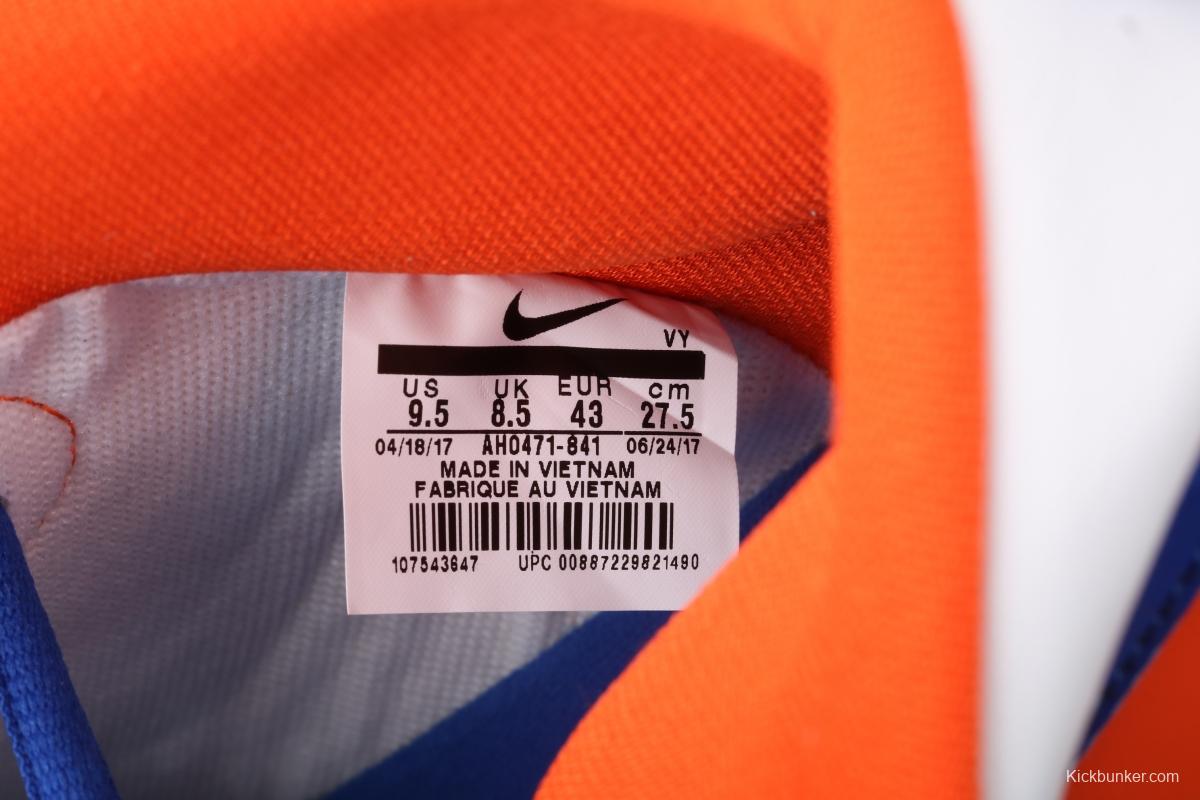 VY
US UK EUR cm
9.5 8.5 43 27.5
04/18/17 AH0471-841 06/24/17
MADE IN VIETNAM
FABRIQUE AU VIETNAM
107543647 UPC 00887229821490
Kickbunker.com